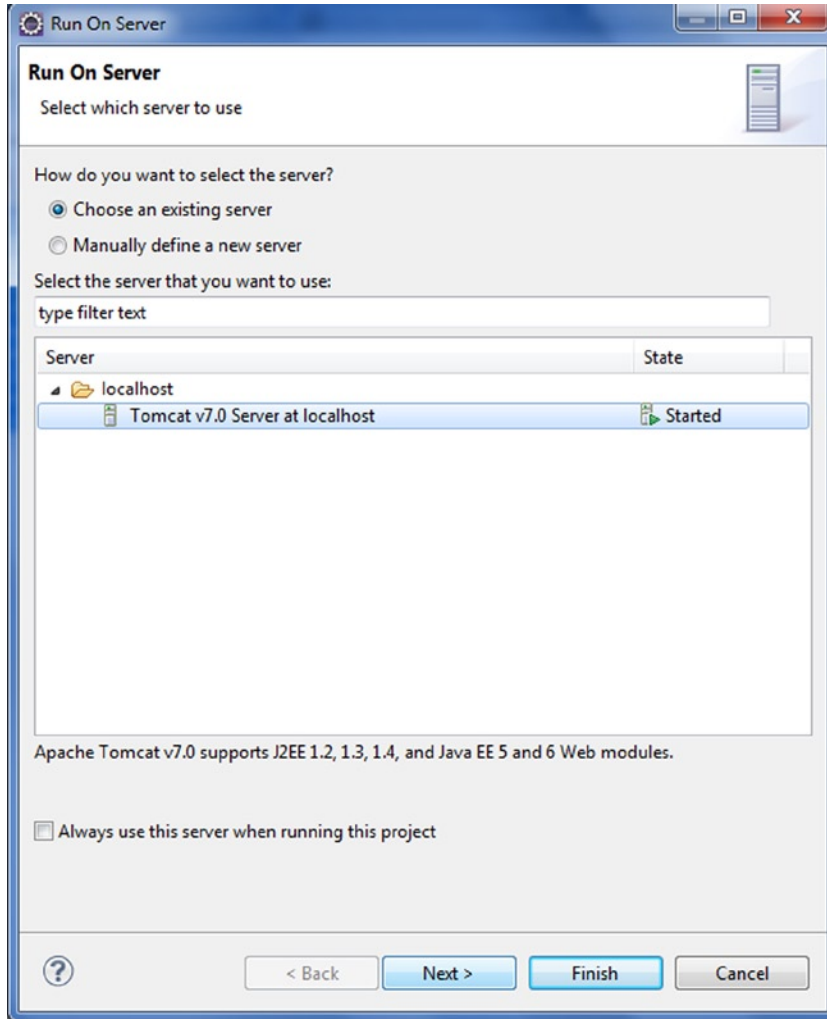 Run On Server
Run On Server
Select which server to use
How do you want to select the server?
Choose an existing server
Manually define a new server
Select the server that you want to use:
type filter text
Server State
localhost
Tomcat v7.0 Server at localhost Started
Apache Tomcat v7.0 supports J2EE 1.2, 1.3, 1.4, and Java EE 5 and 6 Web modules.
Always use this server when running this project
? < Back Next > Finish Cancel